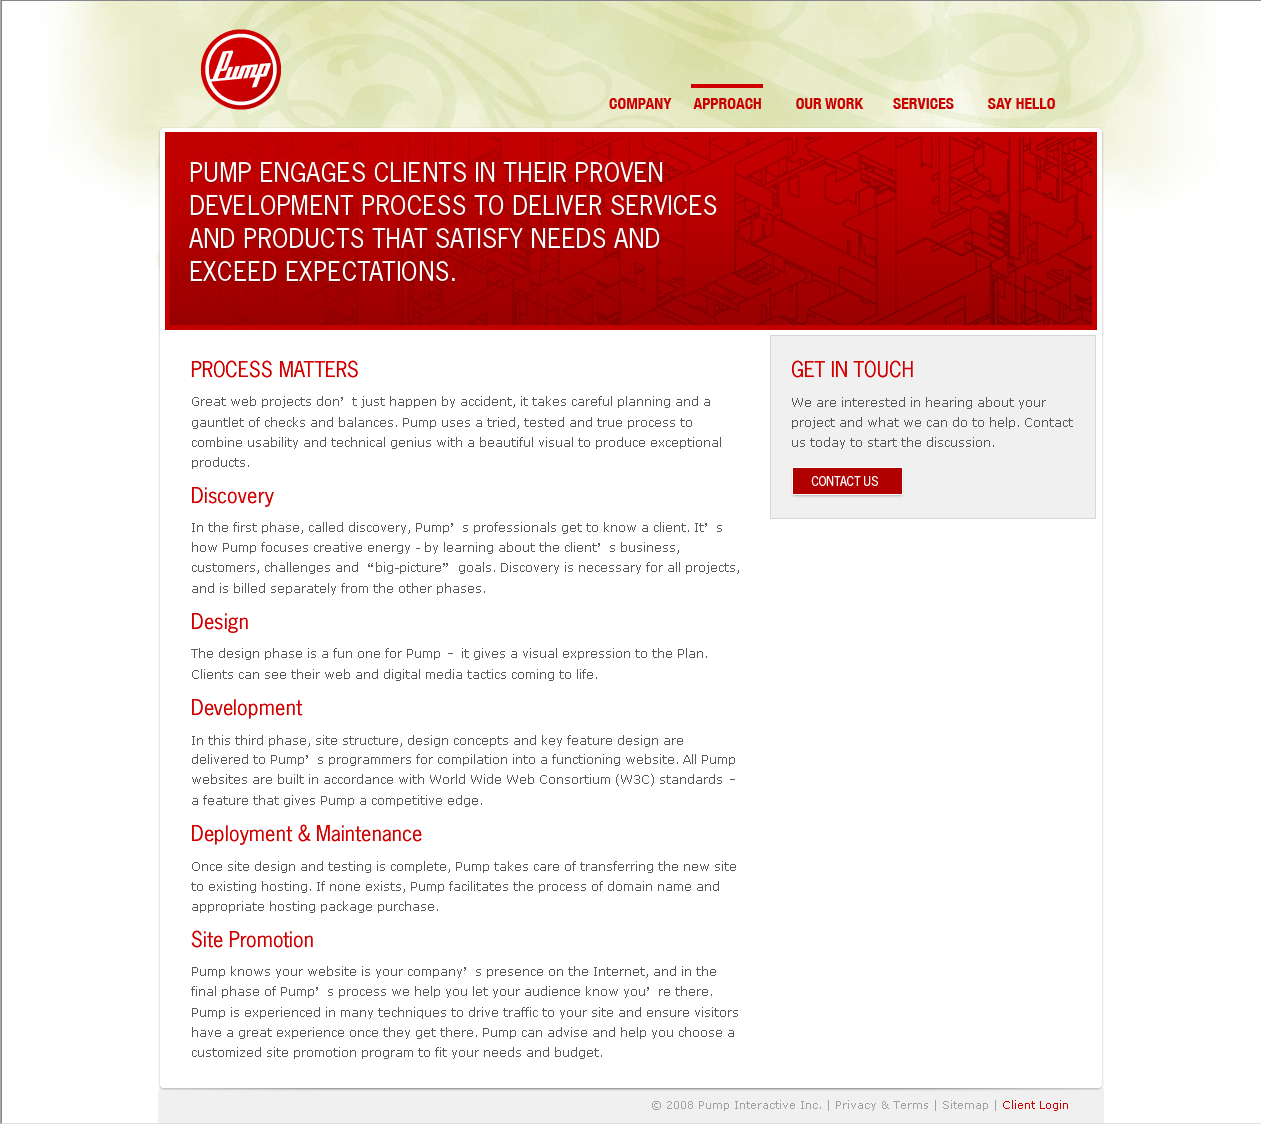 Pump
COMPANY APPROACH OUR WORK SERVICES SAY HELLO
PUMP ENGAGES CLIENTS IN THEIR PROVEN
DEVELOPMENT PROCESS TO DELIVER SERVICES
AND PRODUCTS THAT SATISFY NEEDS AND
EXCEED EXPECTATIONS.
PROCESS MATTERS
Great web projects don’t just happen by accident, it takes careful planning and a
gauntlet of checks and balances. Pump uses a tried, tested and true process to
combine usability and technical genius with a beautiful visual to produce exceptional
products.
Discovery
In the first phase, called discovery, Pump’s professionals get to know a client. It’s
how Pump focuses creative energy - by learning about the client’s business,
customers, challenges and “big-picture” goals. Discovery is necessary for all projects,
and is billed separately from the other phases.
Design
The design phase is a fun one for Pump – it gives a visual expression to the Plan.
Clients can see their web and digital media tactics coming to life.
Development
In this third phase, site structure, design concepts and key feature design are
delivered to Pump’s programmers for compilation into a functioning website. All Pump
websites are built in accordance with World Wide Web Consortium (W3C) standards –
a feature that gives Pump a competitive edge.
Deployment & Maintenance
Once site design and testing is complete, Pump takes care of transferring the new site
to existing hosting. If none exists, Pump facilitates the process of domain name and
appropriate hosting package purchase.
Site Promotion
Pump knows your website is your company’s presence on the Internet, and in the
final phase of Pump’s process we help you let your audience know you’re there.
Pump is experienced in many techniques to drive traffic to your site and ensure visitors
have a great experience once they get there. Pump can advise and help you choose a
customized site promotion program to fit your needs and budget.
GET IN TOUCH
We are interested in hearing about your
project and what we can do to help. Contact
us today to start the discussion.
CONTACT US
© 2008 Pump Interactive Inc. | Privacy & Terms | Sitemap | Client Login